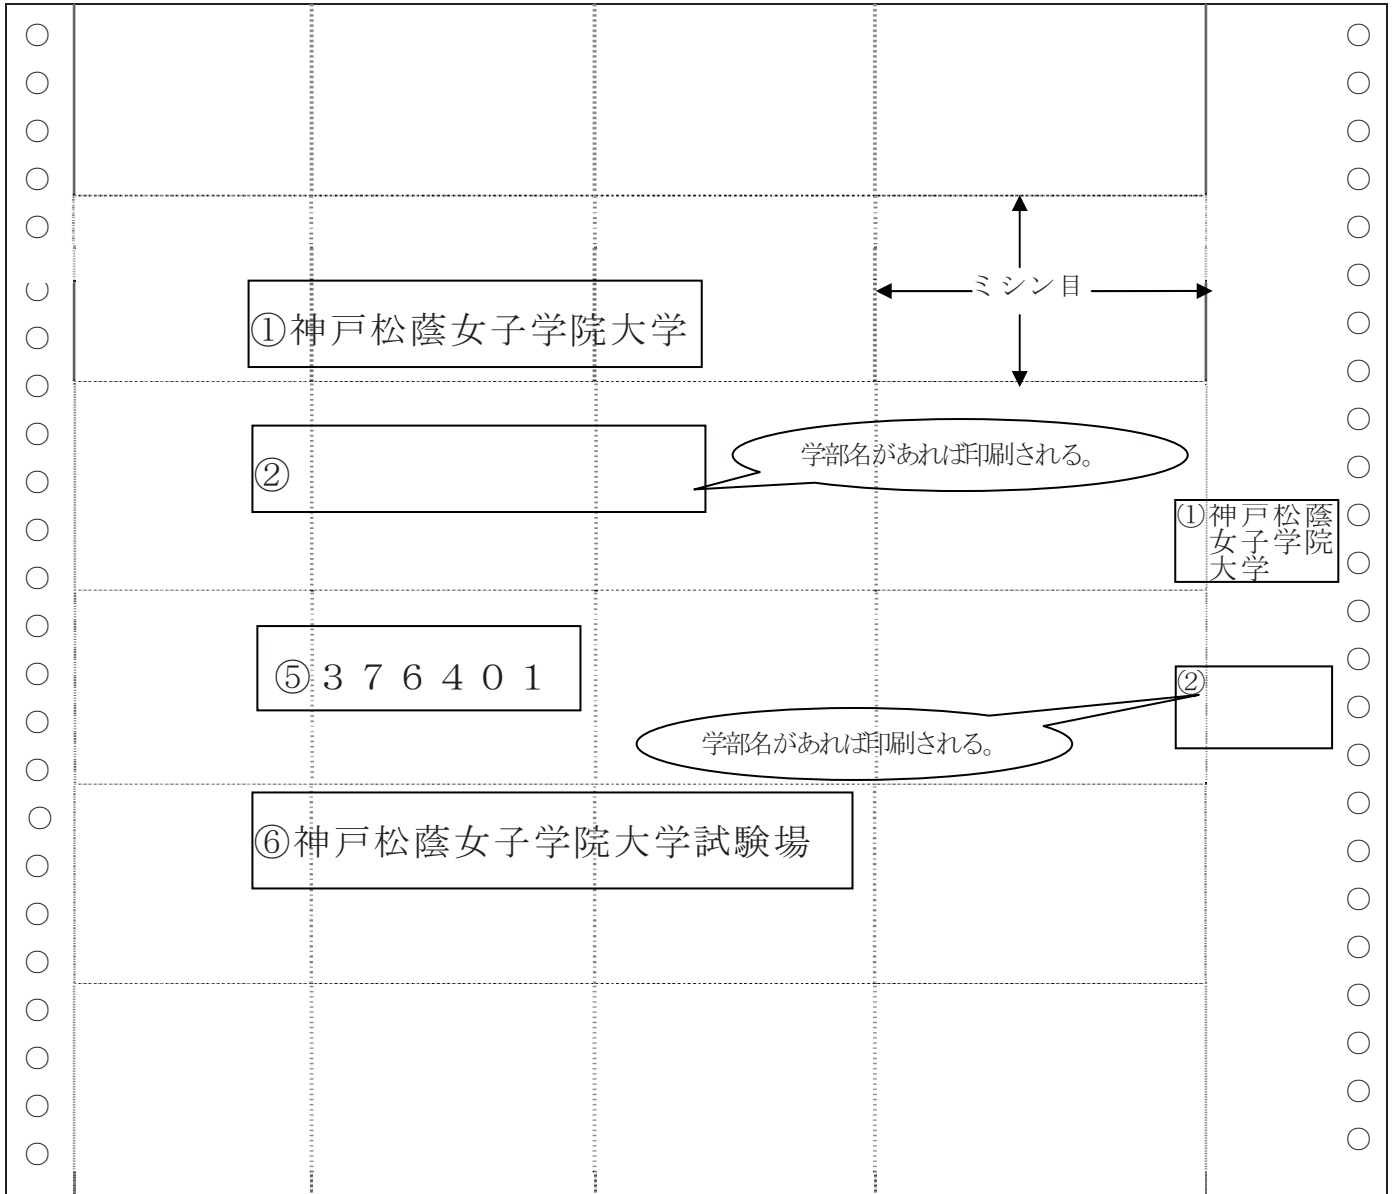 ミシン目
①神戸松蔭女子学院大学
学部名があれば印刷される。
②
①神戸松蔭
女子学院
大学
⑤３７６４０１
②
学部名があれば印刷される。
⑥神戸松蔭女子学院大学試験場